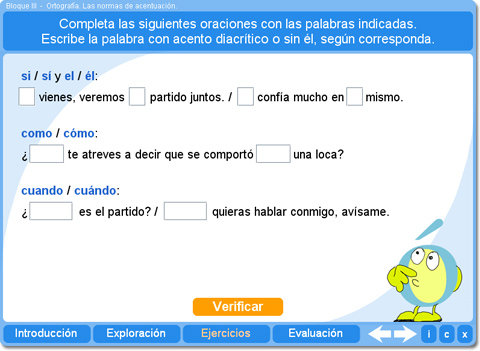 Bloque III - Ortografía. Las normas de acentuación.
Completa las siguientes oraciones con las palabras indicadas.
Escribe la palabra con acento diacrítico o sin él, según corresponda.
si / sí y el / él:
vienes, veremos partido juntos. / confía mucho en mismo.
como / cómo:
¿ te atreves a decir que se comportó una loca?
cuando / cuándo:
¿ es el partido? / quieras hablar conmigo, avísame.
Verificar
Introducción Exploración Ejercicios Evaluación i c x